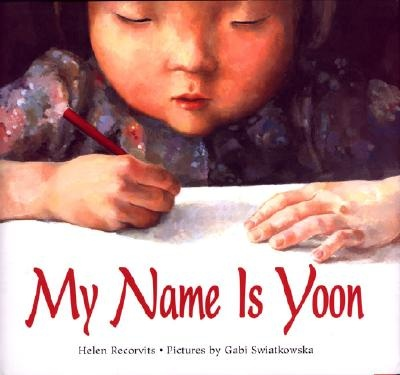 My Name Is Yoon
Helen Recorvits • Pictures by Gabi Swiatkowska